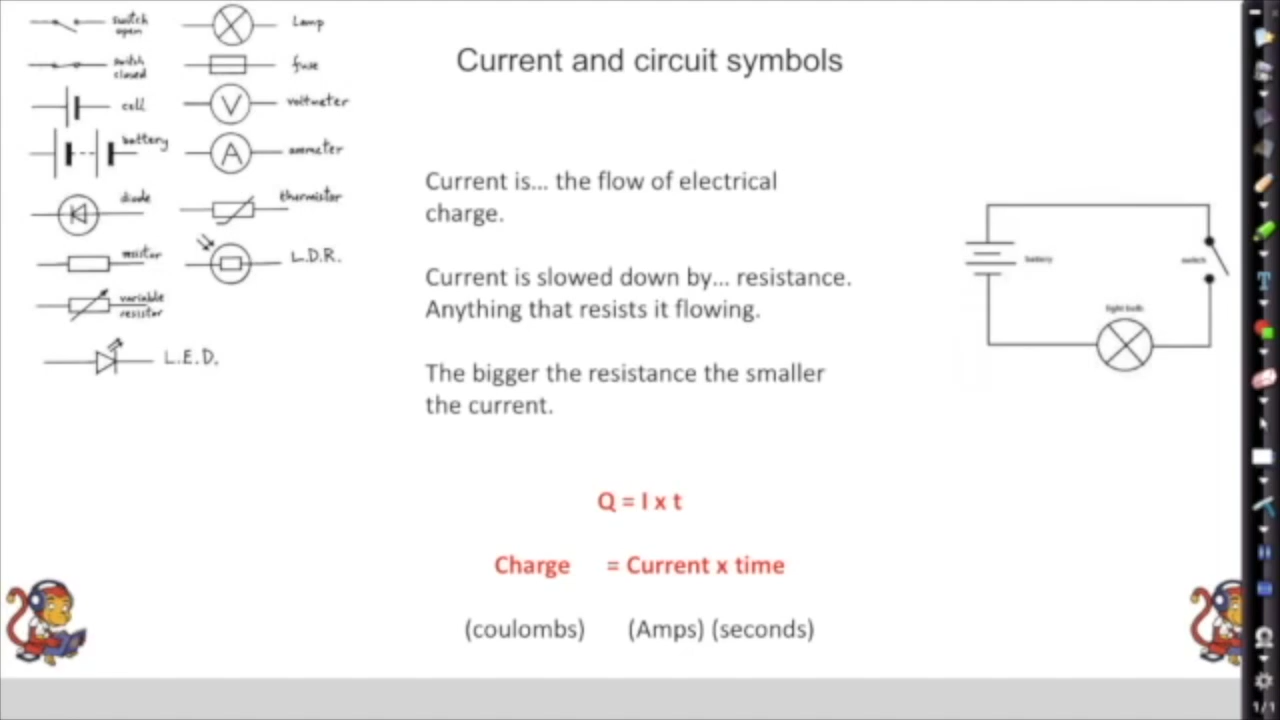 Current and circuit symbols
switch
open
Lamp
switch
closed
fuse
cell
voltmeter
V
battery
ammeter
A
diode
thermistor
resistor
L.D.R.
variable
resistor
L.E.D.
Current is... the flow of electrical
charge.
Current is slowed down by... resistance.
Anything that resists it flowing.
The bigger the resistance the smaller
the current.
battery
switch
light bulb
Q = I x t
Charge = Current x time
(coulombs) (Amps) (seconds)
T
1/1